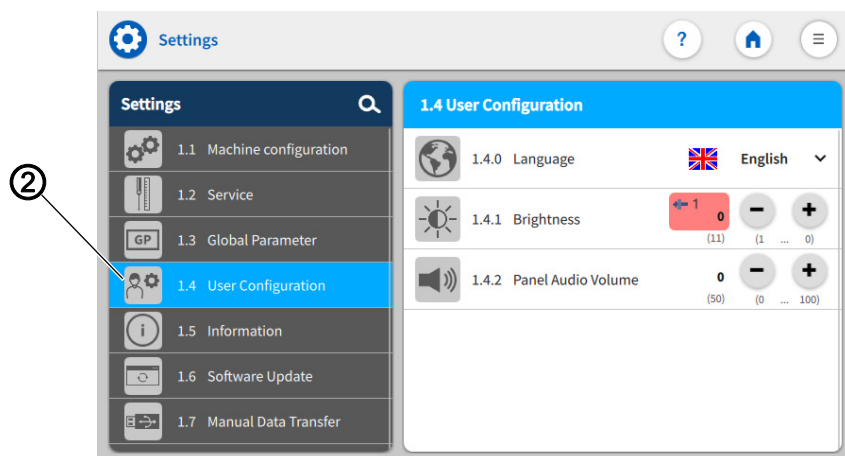 Settings
?
②
Settings
1.1 Machine configuration
1.2 Service
GP 1.3 Global Parameter
1.4 User Configuration
i 1.5 Information
1.6 Software Update
1.7 Manual Data Transfer
1.4 User Configuration
1.4.0 Language English
1.4.1 Brightness 1 0 − +
(11) (1 ... 0)
1.4.2 Panel Audio Volume 0 − +
(50) (0 ... 100)